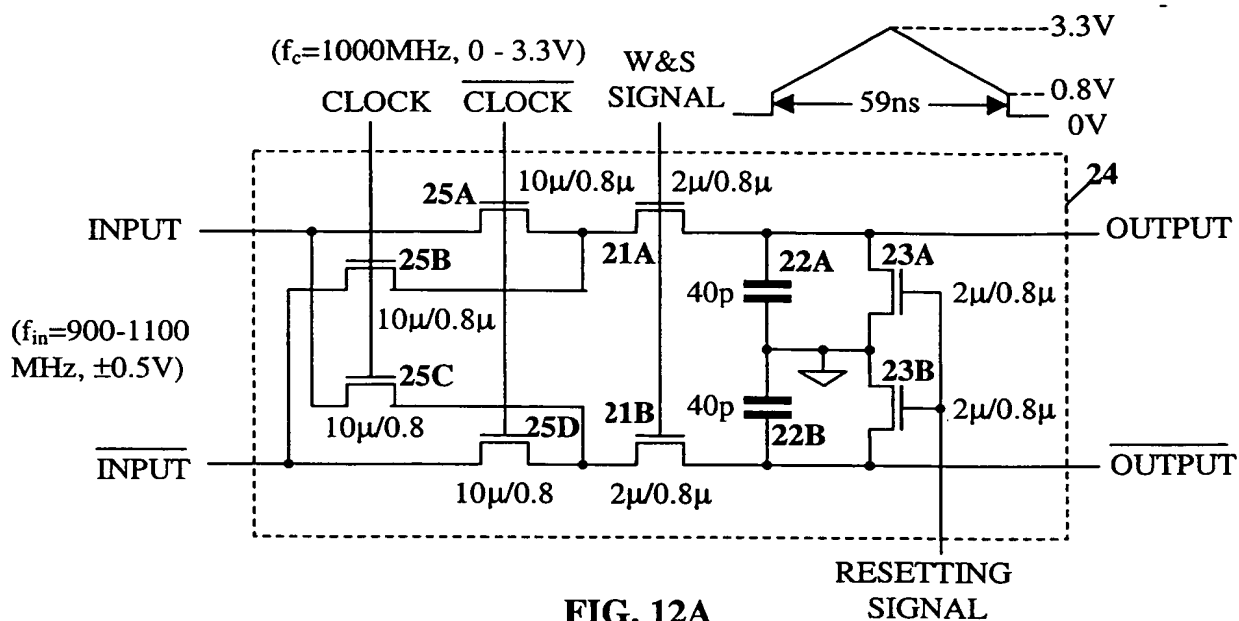 (fc=1000MHz, 0 - 3.3V)
CLOCK
CLOCK
W&S
SIGNAL
3.3V
59ns
0.8V
0V
24
10μ/0.8μ
2μ/0.8μ
25A
INPUT
OUTPUT
25B
21A
22A
23A
40p
2μ/0.8μ
10μ/0.8μ
(fin=900-1100
MHz, ±0.5V)
25C
23B
10μ/0.8
21B
40p
2μ/0.8μ
25D
22B
INPUT
OUTPUT
10μ/0.8
2μ/0.8μ
RESETTING
SIGNAL
FIG. 12A